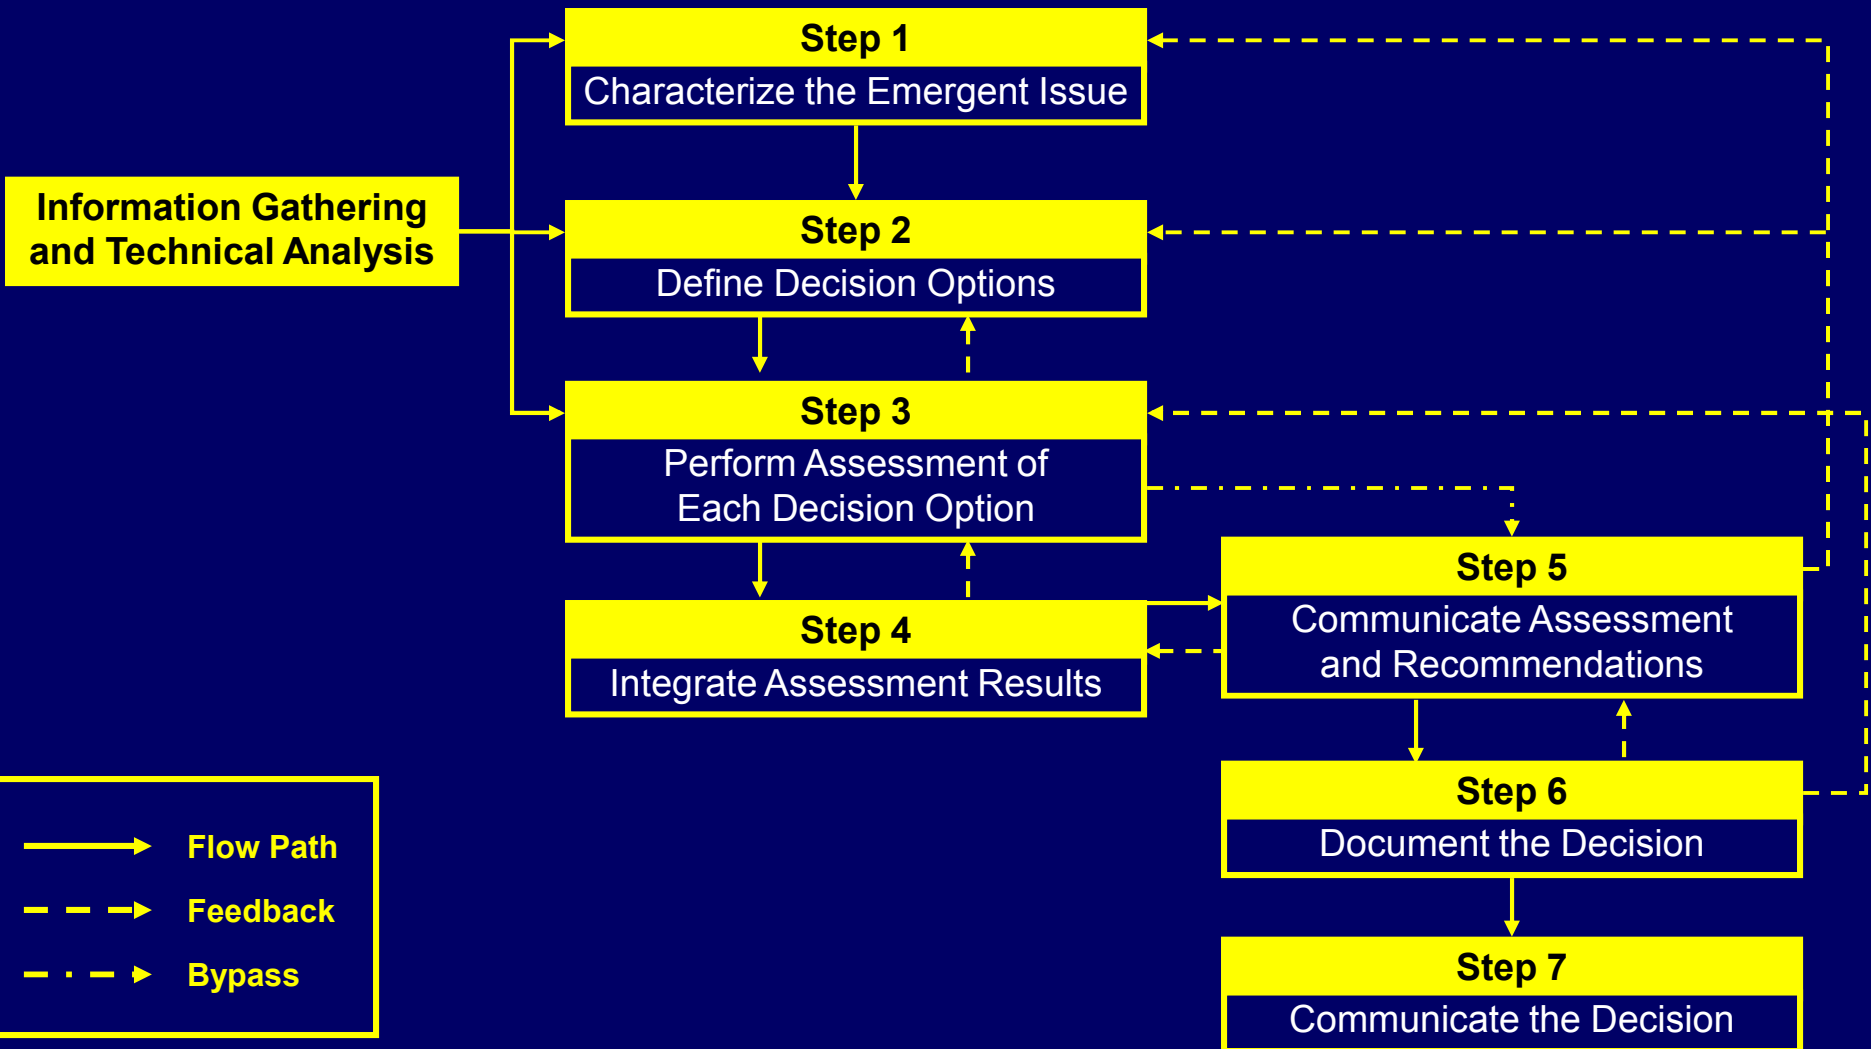 Step 1
Characterize the Emergent Issue
Information Gathering
and Technical Analysis
Step 2
Define Decision Options
Step 3
Perform Assessment of
Each Decision Option
Step 4
Integrate Assessment Results
Step 5
Communicate Assessment
and Recommendations
Step 6
Document the Decision
Step 7
Communicate the Decision
Flow Path
Feedback
Bypass